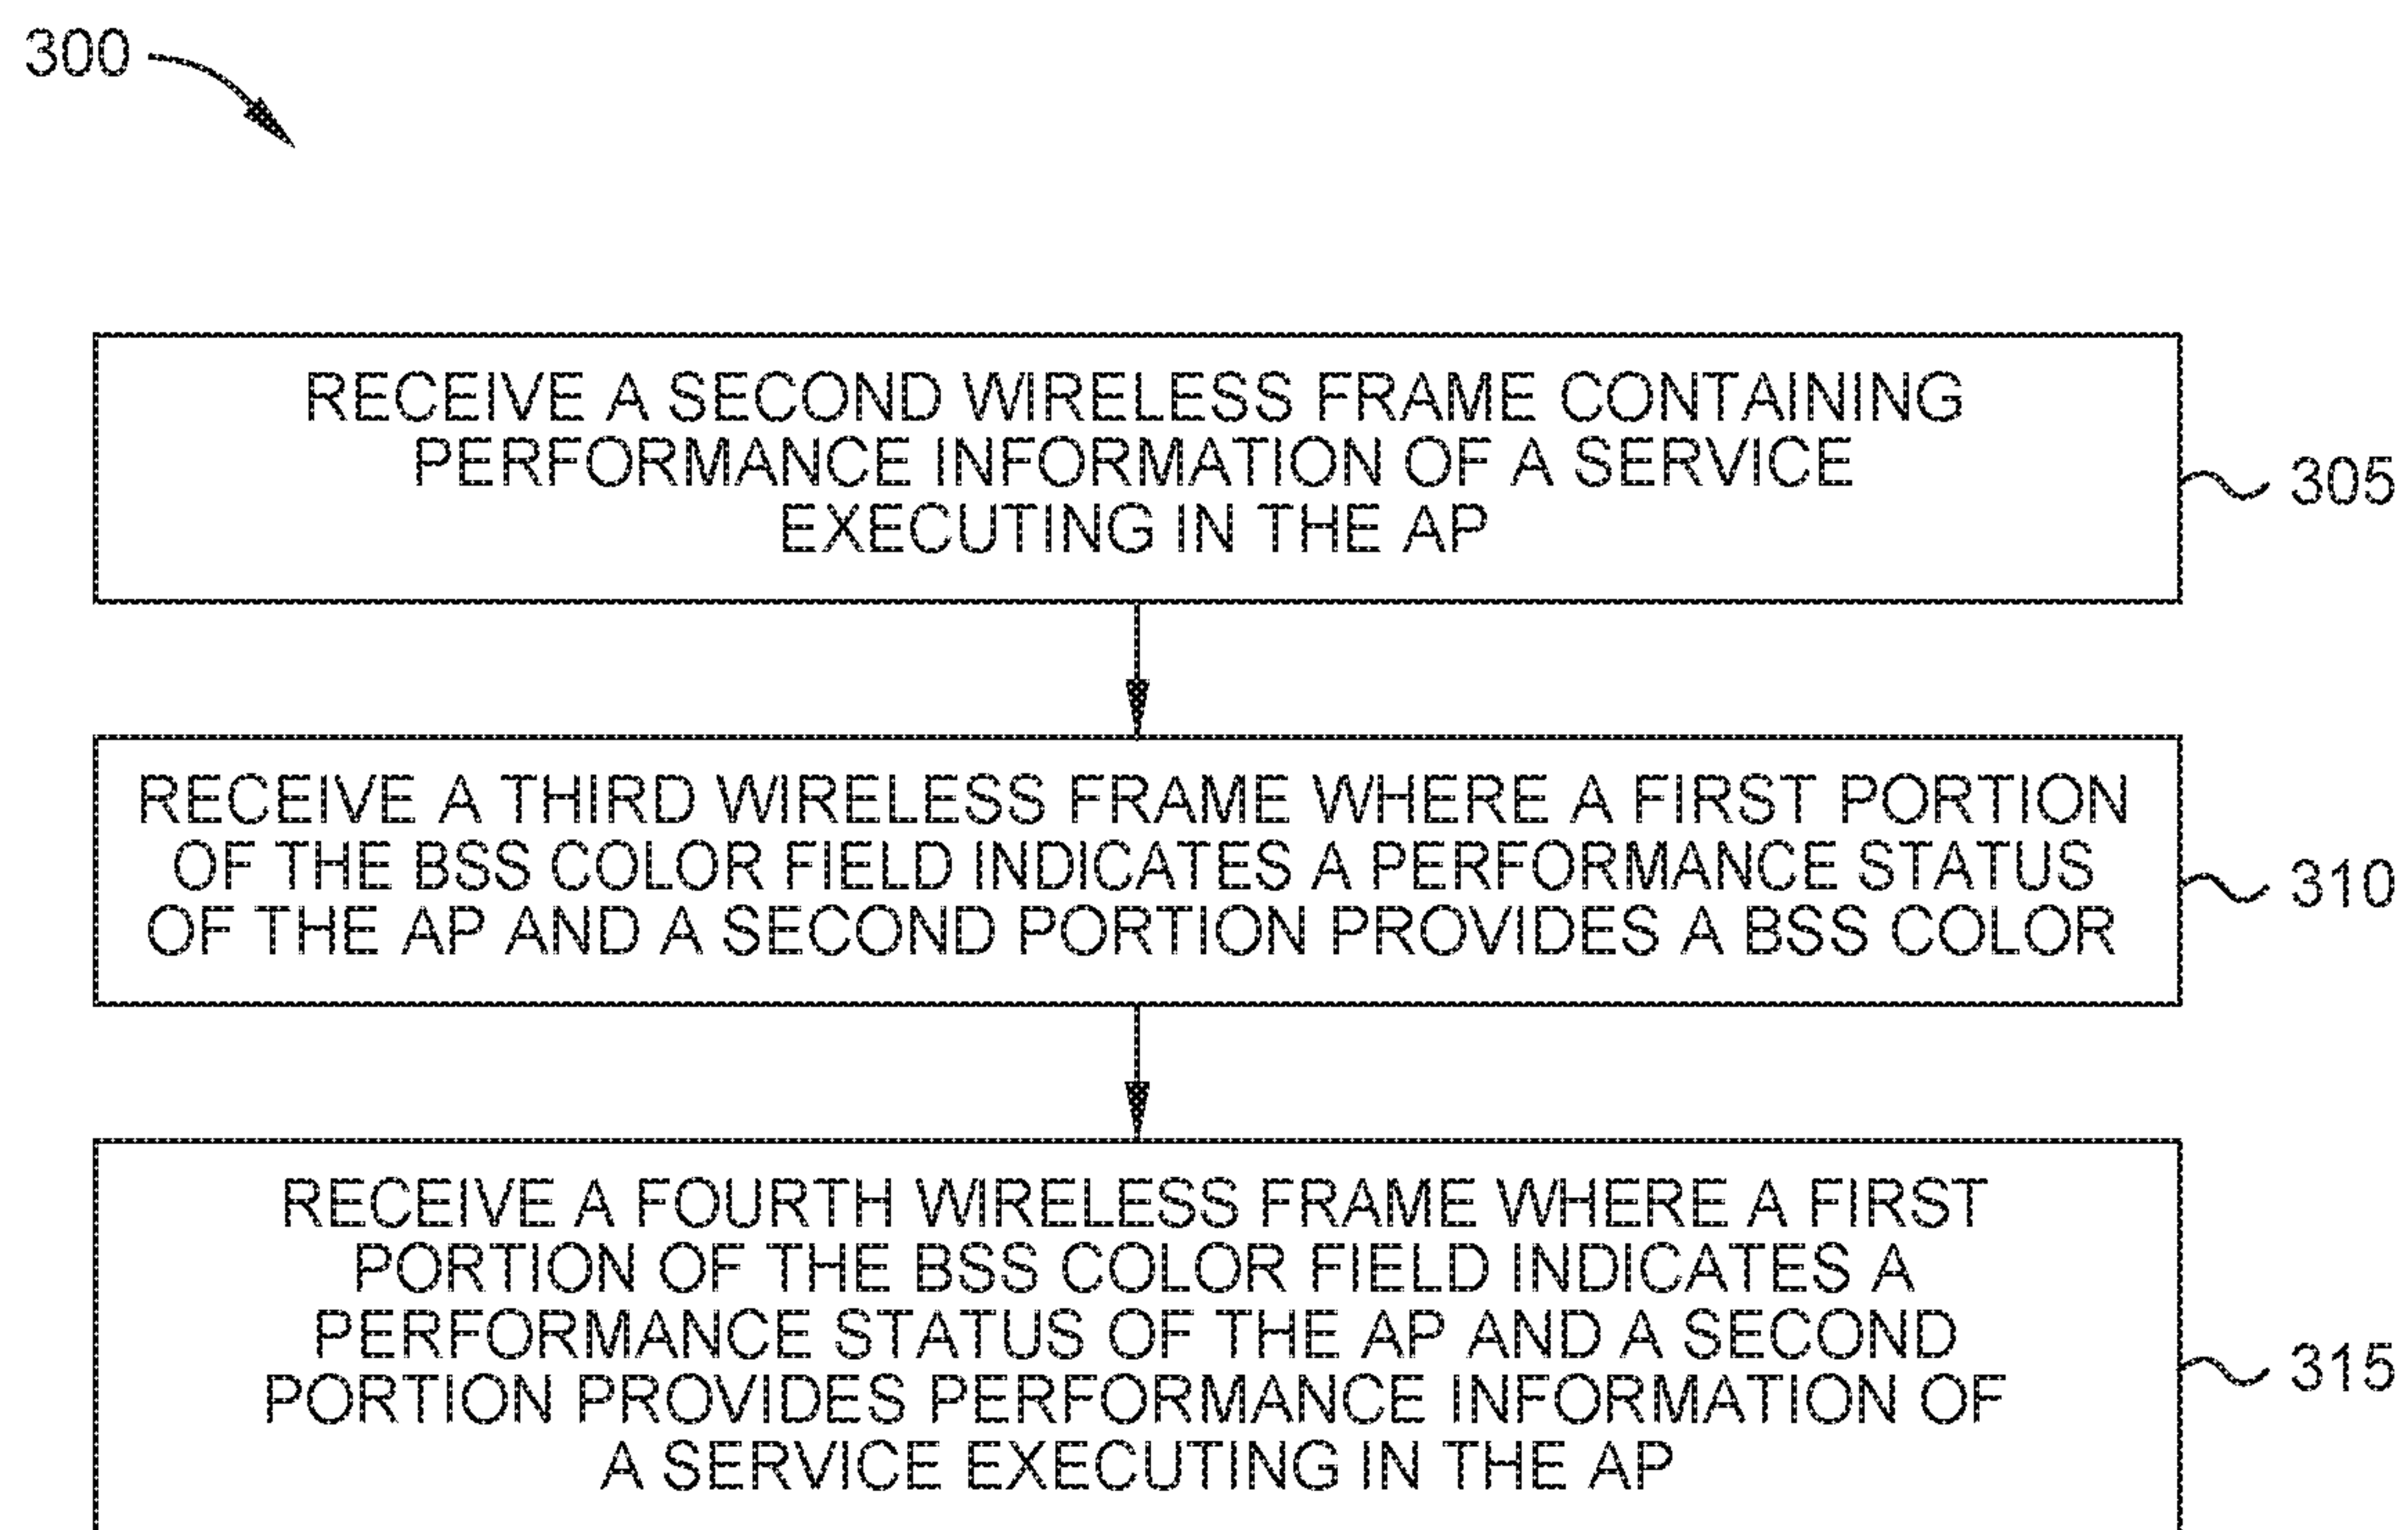 300
RECEIVE A SECOND WIRELESS FRAME CONTAINING
PERFORMANCE INFORMATION OF A SERVICE
EXECUTING IN THE AP
305
RECEIVE A THIRD WIRELESS FRAME WHERE A FIRST PORTION
OF THE BSS COLOR FIELD INDICATES A PERFORMANCE STATUS
OF THE AP AND A SECOND PORTION PROVIDES A BSS COLOR
310
RECEIVE A FOURTH WIRELESS FRAME WHERE A FIRST
PORTION OF THE BSS COLOR FIELD INDICATES A
PERFORMANCE STATUS OF THE AP AND A SECOND
PORTION PROVIDES PERFORMANCE INFORMATION OF
A SERVICE EXECUTING IN THE AP
315